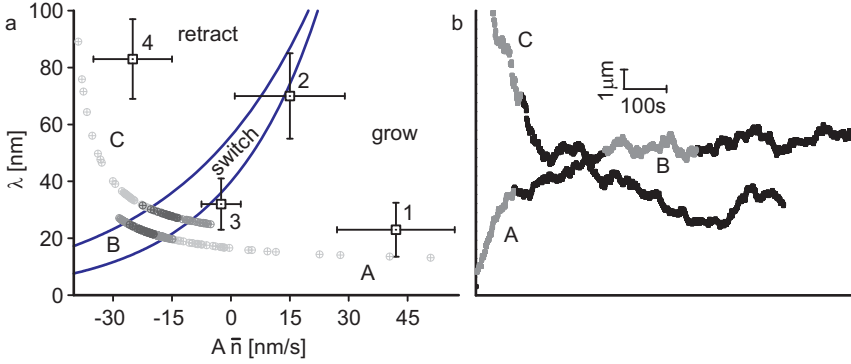 a
retract
4
2
grow
switch
3
1
C
B
A
λ [nm]
100
80
60
40
20
0
-30
-15
0
15
30
45
A n̄ [nm/s]
b
C
1μm
100s
B
A